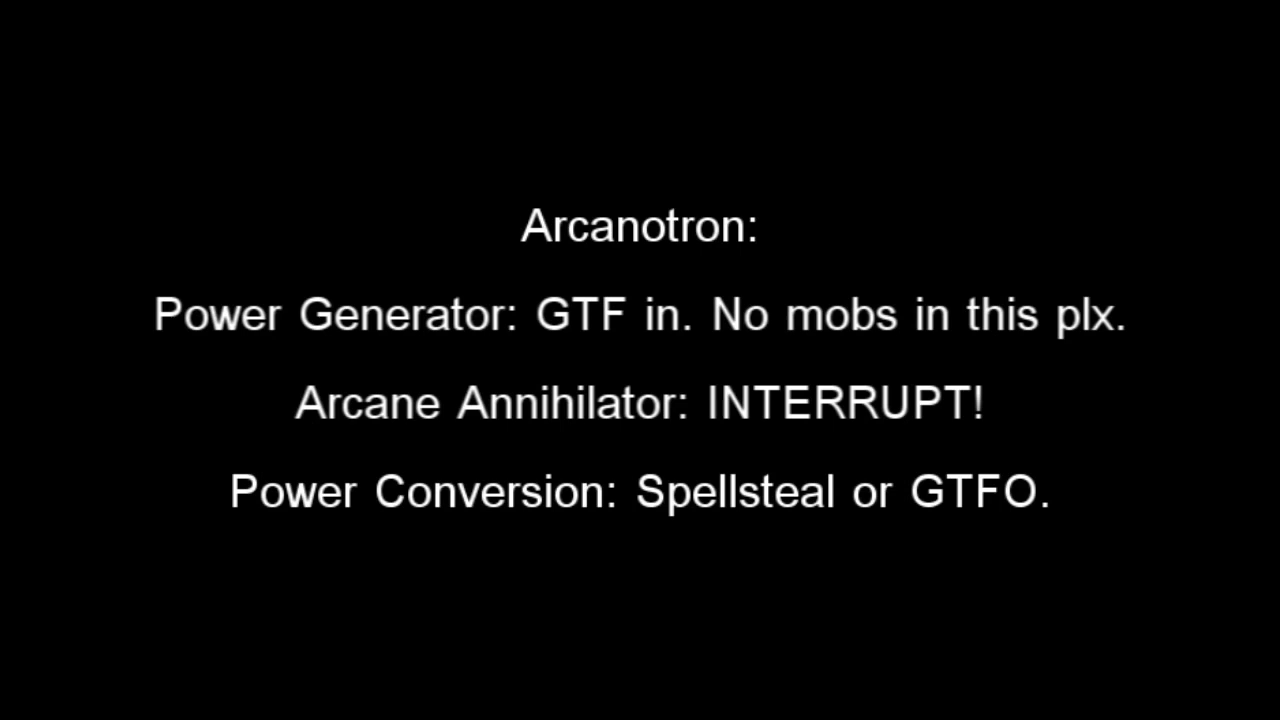 Arcanotron:
Power Generator: GTF in. No mobs in this plx.
Arcane Annihilator: INTERRUPT!
Power Conversion: Spellsteal or GTFO.